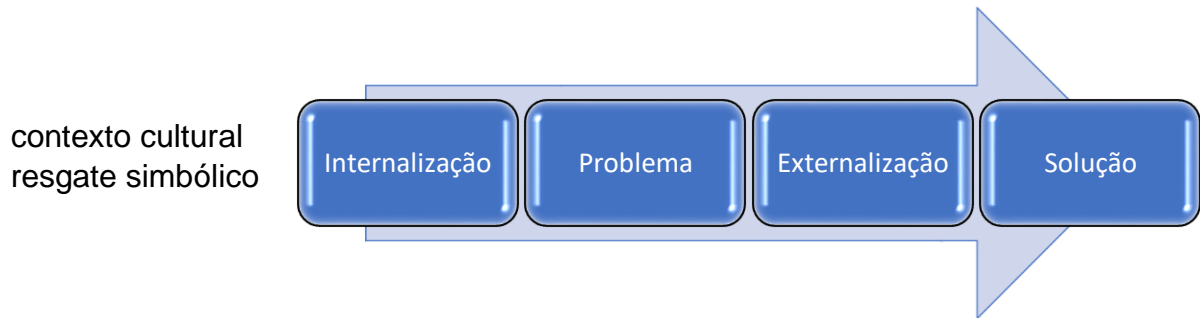 contexto cultural
resgate simbólico
Internalização
Problema
Externalização
Solução